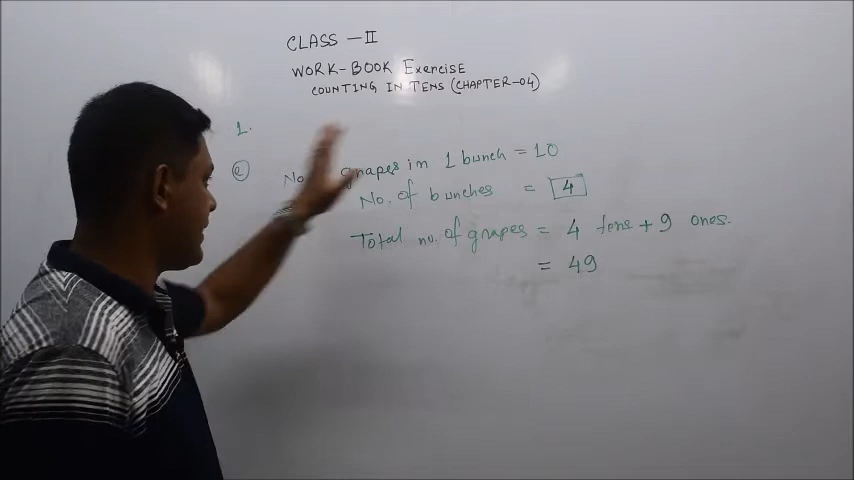 CLASS - II
WORK-BOOK Exercise
COUNTING IN TENS (CHAPTER-04)
1.
No. grapes in 1 bunch = 10
No. of bunches = 4
Total no. of grapes = 4 tens + 9 ones.
= 49